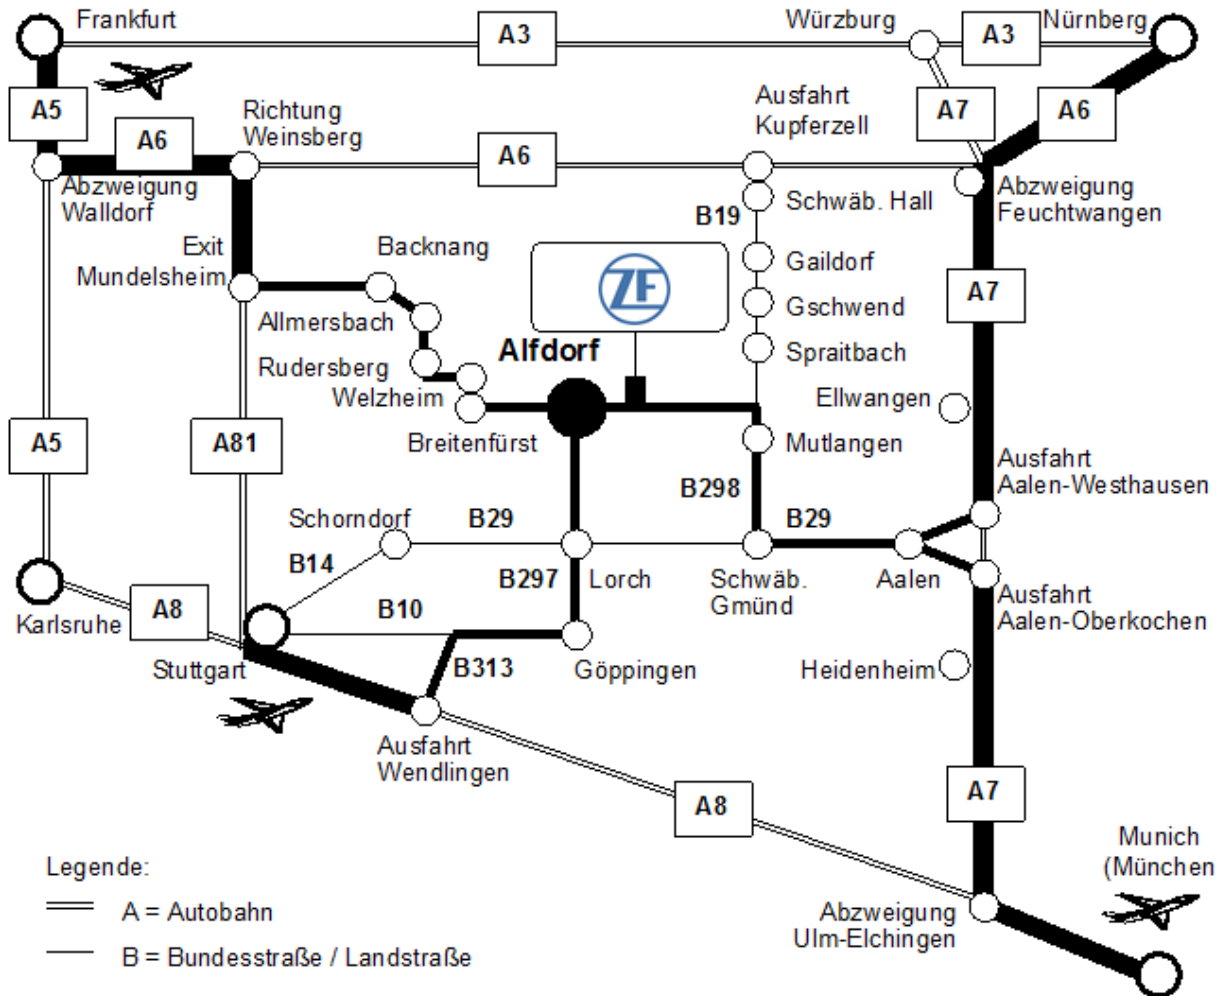 Frankfurt
A3
Würzburg
A3
Nürnberg
A5
A6
Richtung
Weinsberg
A6
Ausfahrt
Kupferzell
A7
A6
Abzweigung
Walldorf
B19
Schwäb. Hall
Abzweigung
Feuchtwangen
Exit
Mundelsheim
Backnang
ZF
Gaildorf
A7
Allmersbach
Gschwend
Rudersberg
Alfdorf
Spraitbach
Welzheim
Ellwangen
Breitenfürst
Mutlangen
A5
A81
Ausfahrt
Aalen-Westhausen
B298
Schorndorf
B29
B29
B14
B297
Lorch
Schwäb.
Gmünd
Aalen
Ausfahrt
Aalen-Oberkochen
Karlsruhe
A8
B10
Stuttgart
B313
Göppingen
Heidenheim
Ausfahrt
Wendlingen
A8
A7
Munich
(München
Legende:
A = Autobahn
B = Bundesstraße / Landstraße
Abzweigung
Ulm-Elchingen